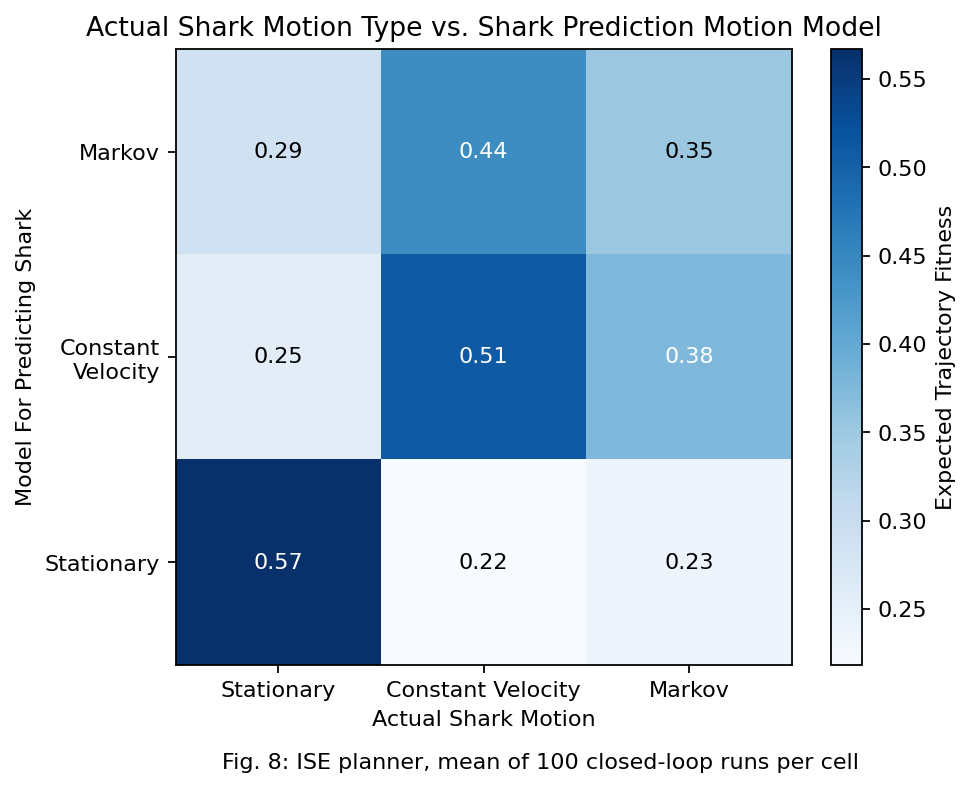 Actual Shark Motion Type vs. Shark Prediction Motion Model
Model For Predicting Shark
Markov
0.29
0.44
0.35
Constant
Velocity
0.25
0.51
0.38
Stationary
0.57
0.22
0.23
Stationary
Constant Velocity
Markov
Actual Shark Motion
0.55
0.50
0.45
0.40
0.35
0.30
0.25
Expected Trajectory Fitness
Fig. 8: ISE planner, mean of 100 closed-loop runs per cell